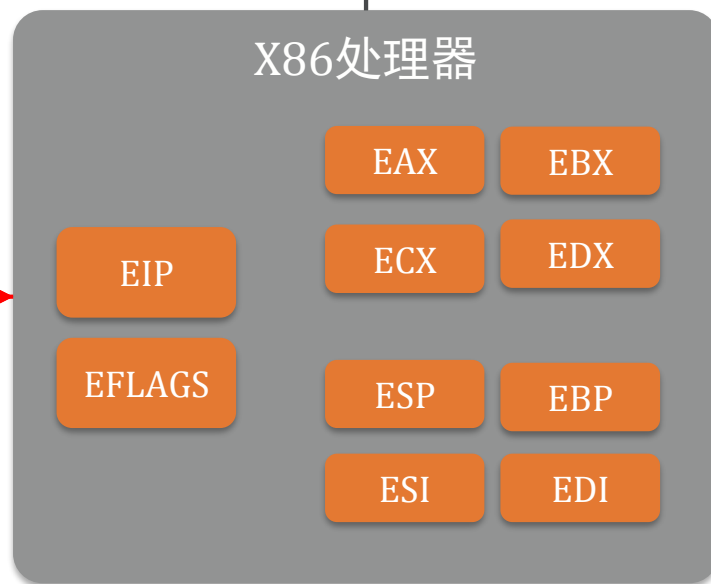 X86处理器
EAX
EBX
ECX
EDX
EIP
EFLAGS
ESP
EBP
ESI
EDI